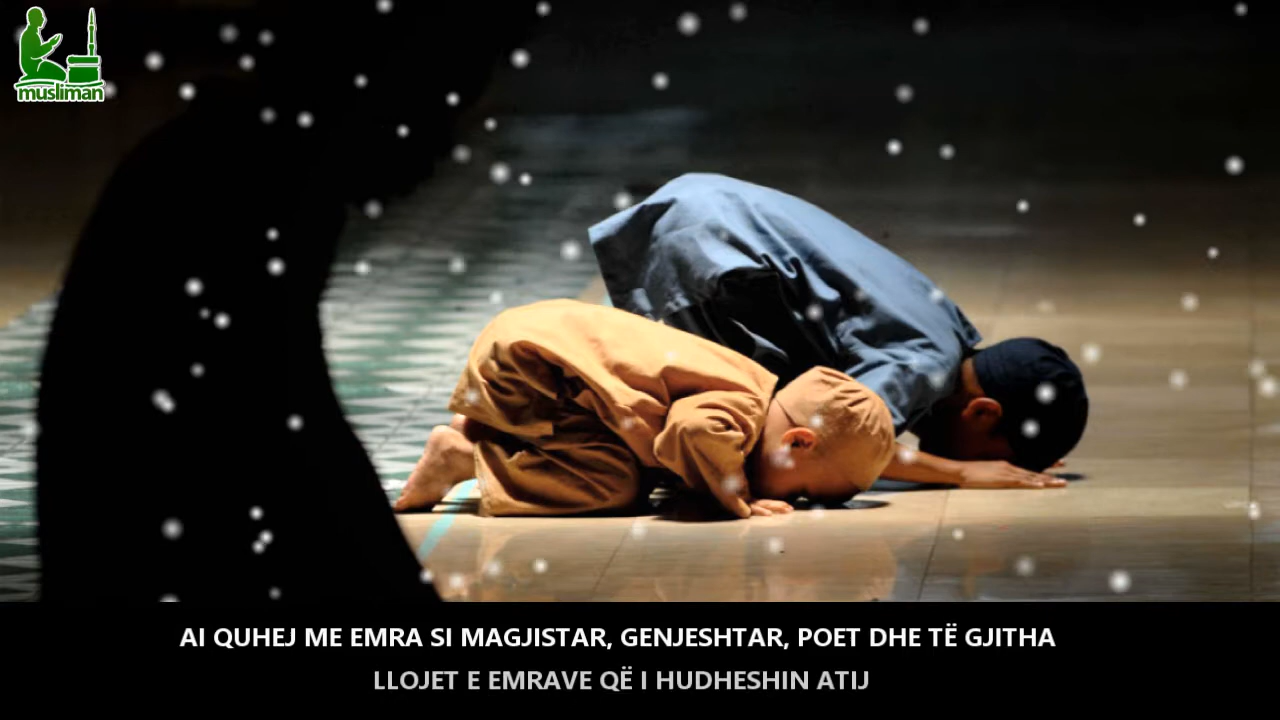 musliman
AI QUHEJ ME EMRA SI MAGJISTAR, GENJESHTAR, POET DHE TË GJITHA
LLOJET E EMRAVE QË I HUDHESHIN ATIJ